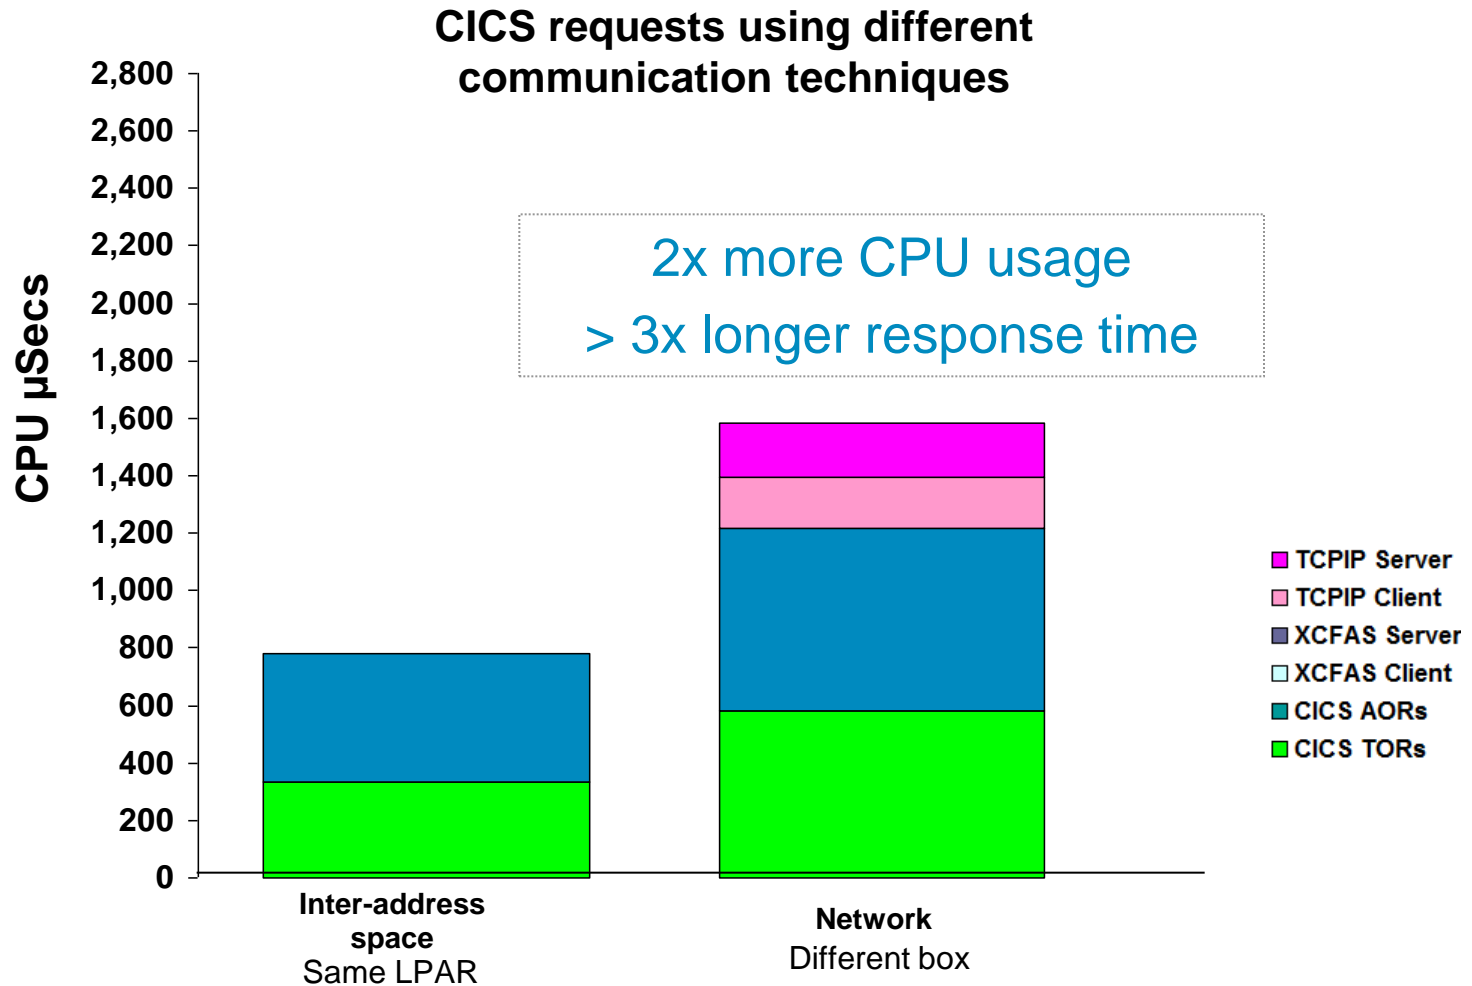 CICS requests using different
communication techniques
CPU µSecs
2,800
2,600
2,400
2,200
2,000
1,800
1,600
1,400
1,200
1,000
800
600
400
200
0
2x more CPU usage
> 3x longer response time
TCPIP Server
TCPIP Client
XCFAS Server
XCFAS Client
CICS AORs
CICS TORs
Inter-address
space
Same LPAR
Network
Different box